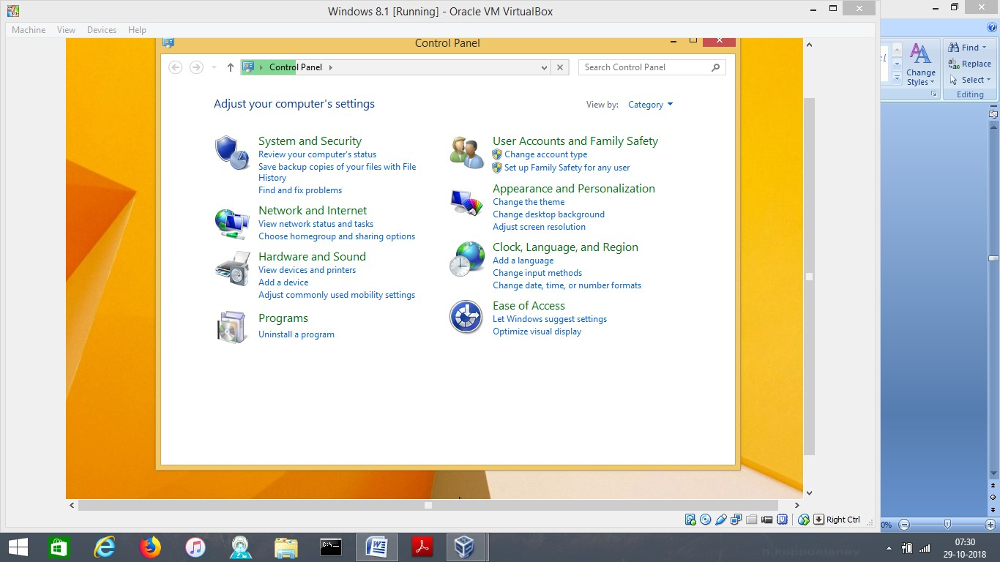 Windows 8.1 [Running] - Oracle VM VirtualBox
Machine View Devices Help
Control Panel
Control Panel
Search Control Panel
Adjust your computer's settings
View by: Category
System and Security
Review your computer's status
Save backup copies of your files with File
History
Find and fix problems
Network and Internet
View network status and tasks
Choose homegroup and sharing options
Hardware and Sound
View devices and printers
Add a device
Adjust commonly used mobility settings
Programs
Uninstall a program
User Accounts and Family Safety
Change account type
Set up Family Safety for any user
Appearance and Personalization
Change the theme
Change desktop background
Adjust screen resolution
Clock, Language, and Region
Add a language
Change input methods
Change date, time, or number formats
Ease of Access
Let Windows suggest settings
Optimize visual display
Right Ctrl
Find
Replace
Select
Change
Styles
Editing
0%
C:\_
b.koppdelaney
07:30
29-10-2018